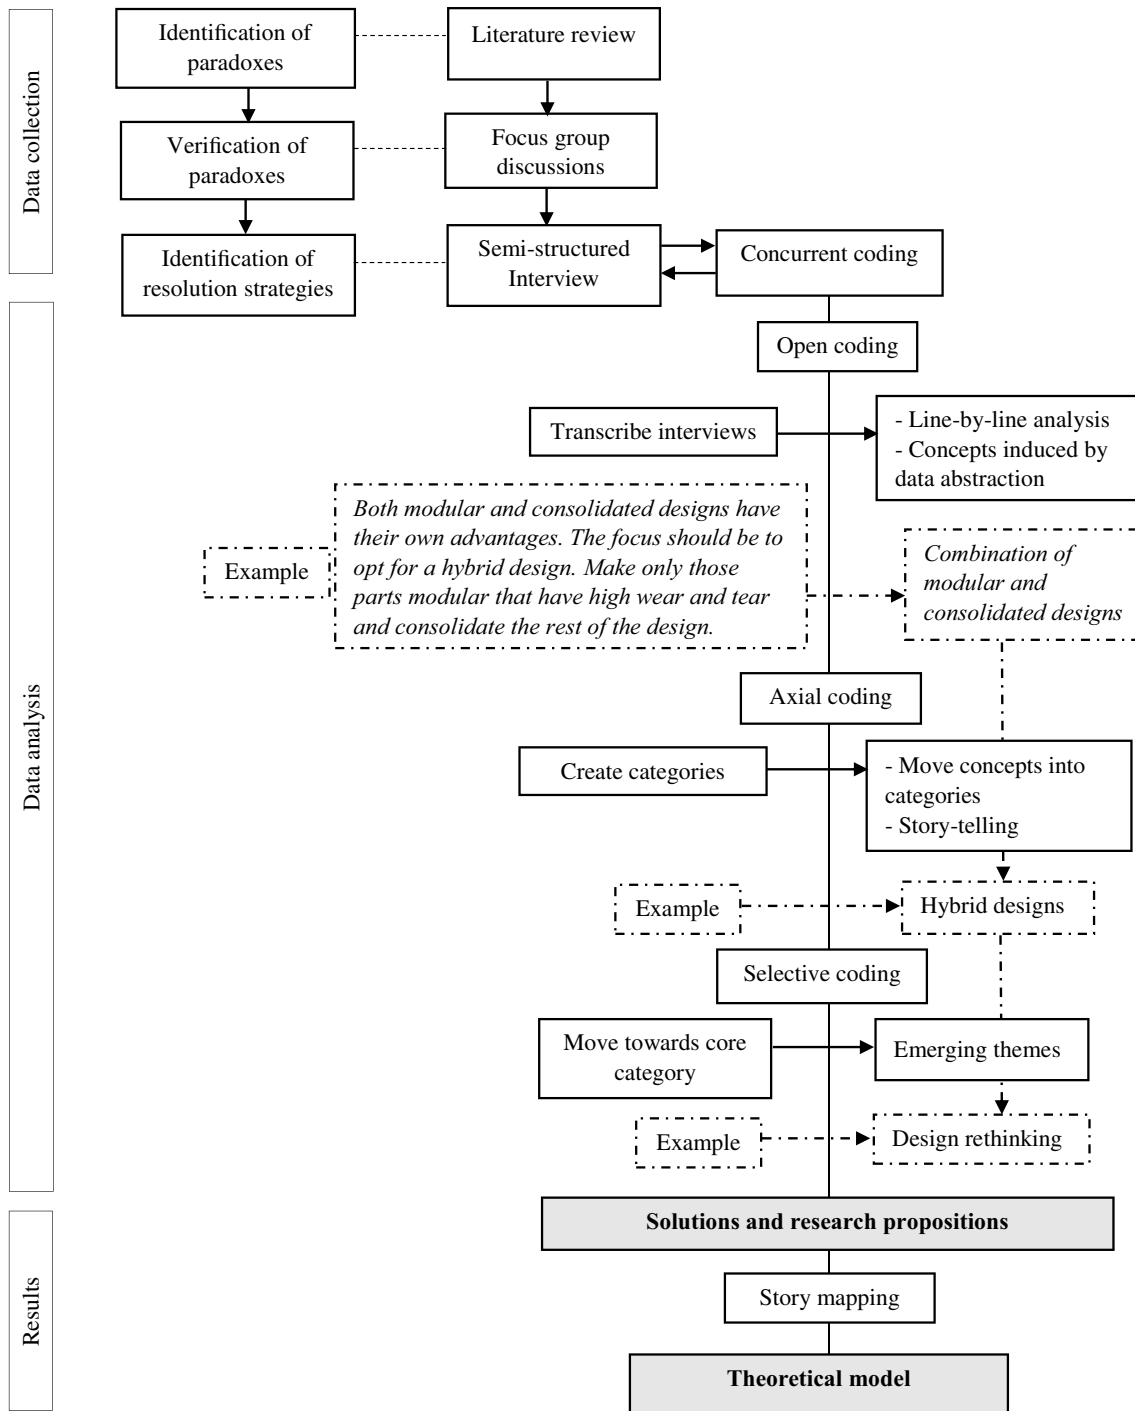 Data collection
Identification of
paradoxes
Literature review
Verification of
paradoxes
Focus group
discussions
Identification of
resolution strategies
Semi-structured
Interview
Concurrent coding
Data analysis
Open coding
Transcribe interviews
- Line-by-line analysis
- Concepts induced by
data abstraction
Example
Both modular and consolidated designs have
their own advantages. The focus should be to
opt for a hybrid design. Make only those
parts modular that have high wear and tear
and consolidate the rest of the design.
Combination of
modular and
consolidated designs
Axial coding
Create categories
- Move concepts into
categories
- Story-telling
Example
Hybrid designs
Selective coding
Move towards core
category
Emerging themes
Example
Design rethinking
Results
Solutions and research propositions
Story mapping
Theoretical model